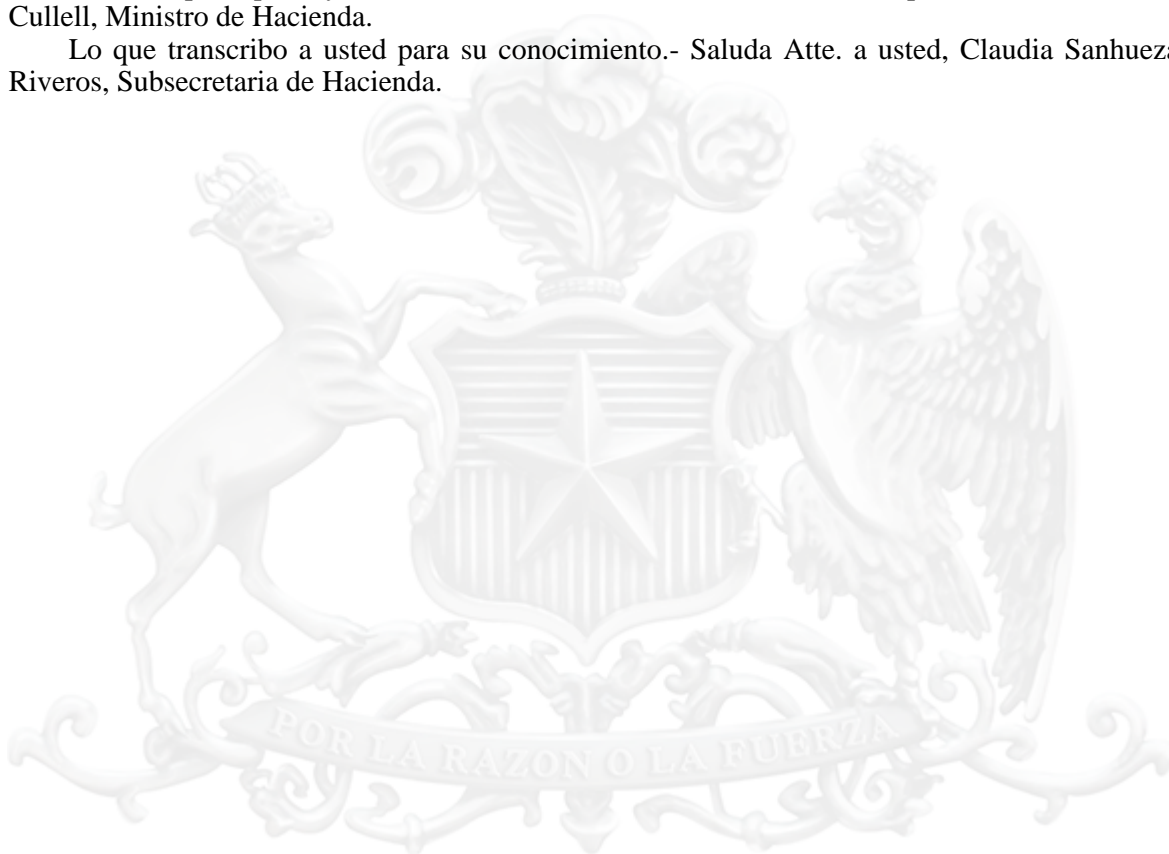 Cullell, Ministro de Hacienda.
Lo que transcribo a usted para su conocimiento.- Saluda Atte. a usted, Claudia Sanhueza
Riveros, Subsecretaria de Hacienda.
POR LA RAZON O LA FUERZA